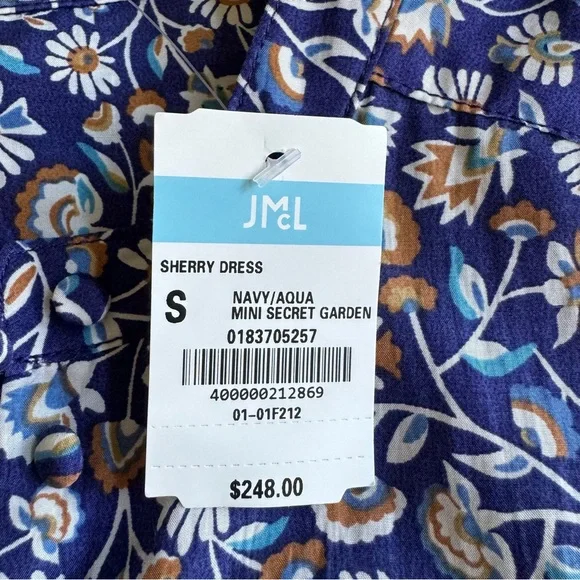 JMcL
SHERRY DRESS
S
NAVY/AQUA
MINI SECRET GARDEN
0183705257
400000212869
01-01F212
$248.00